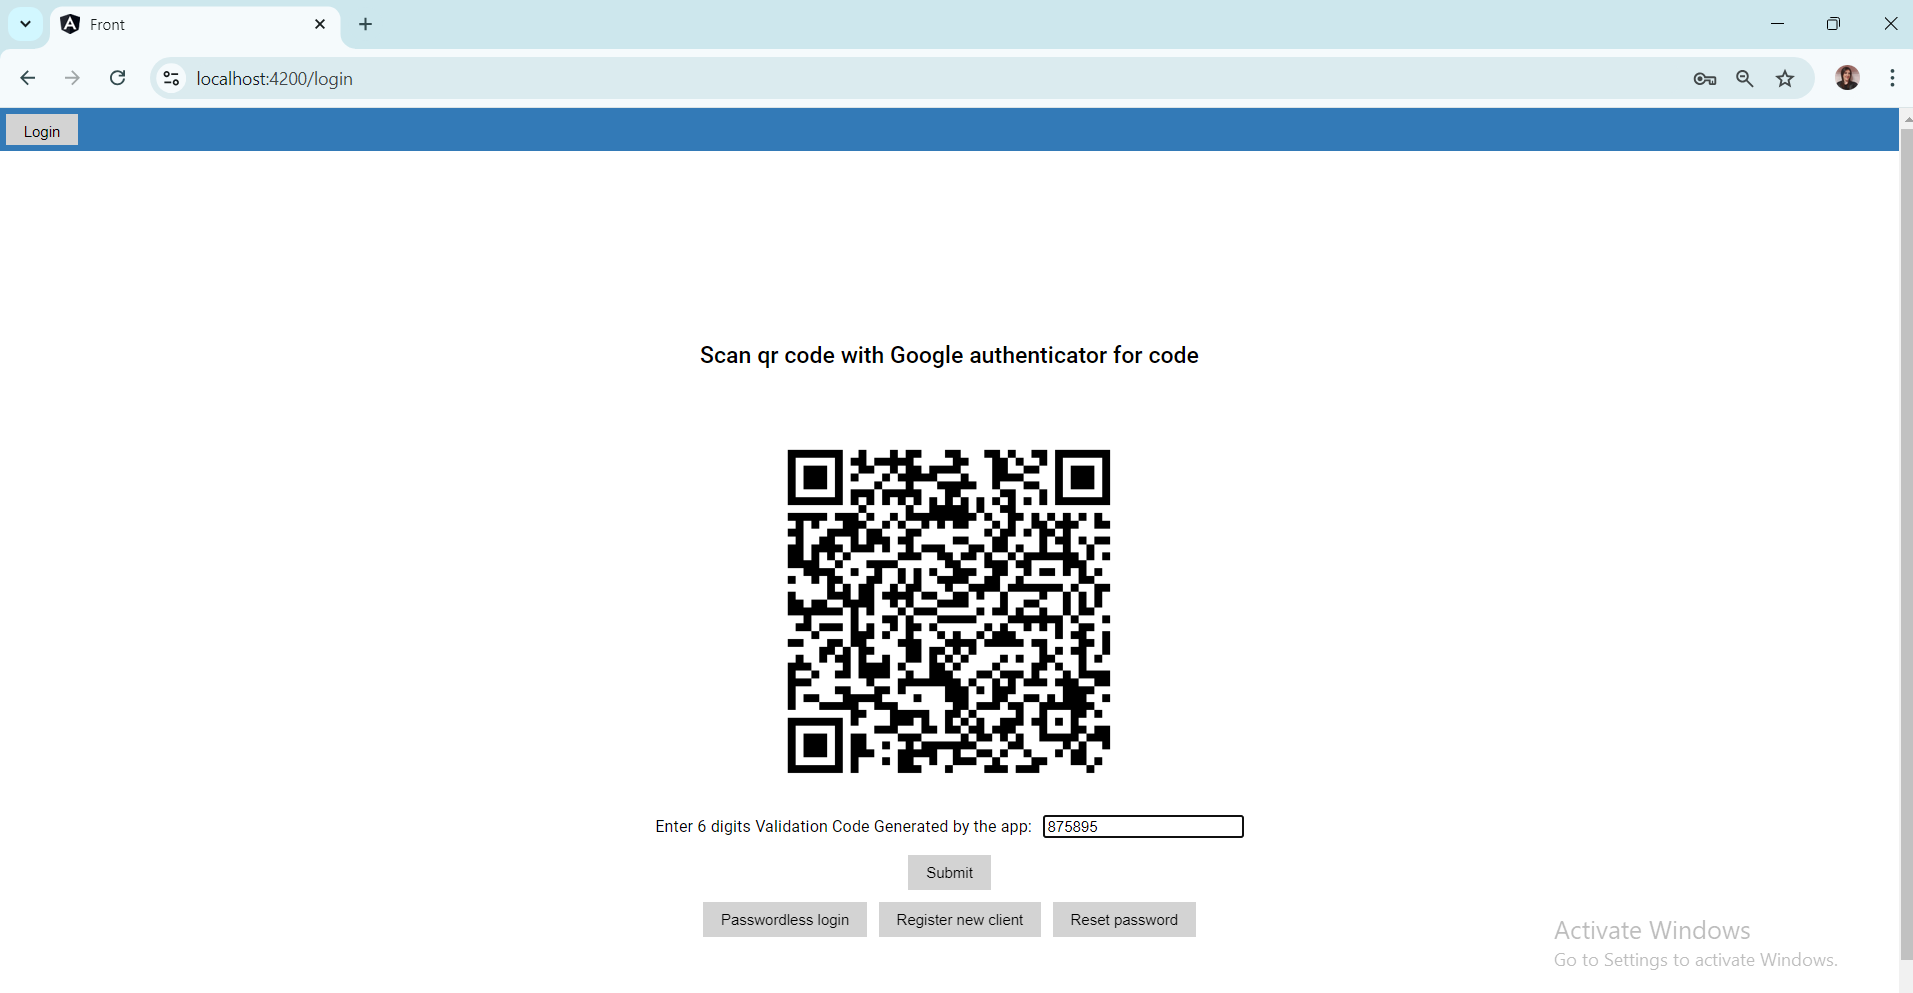 Front
localhost:4200/login
Login
Scan qr code with Google authenticator for code
Enter 6 digits Validation Code Generated by the app: 875895
Submit
Passwordless login Register new client Reset password
Activate Windows
Go to Settings to activate Windows.